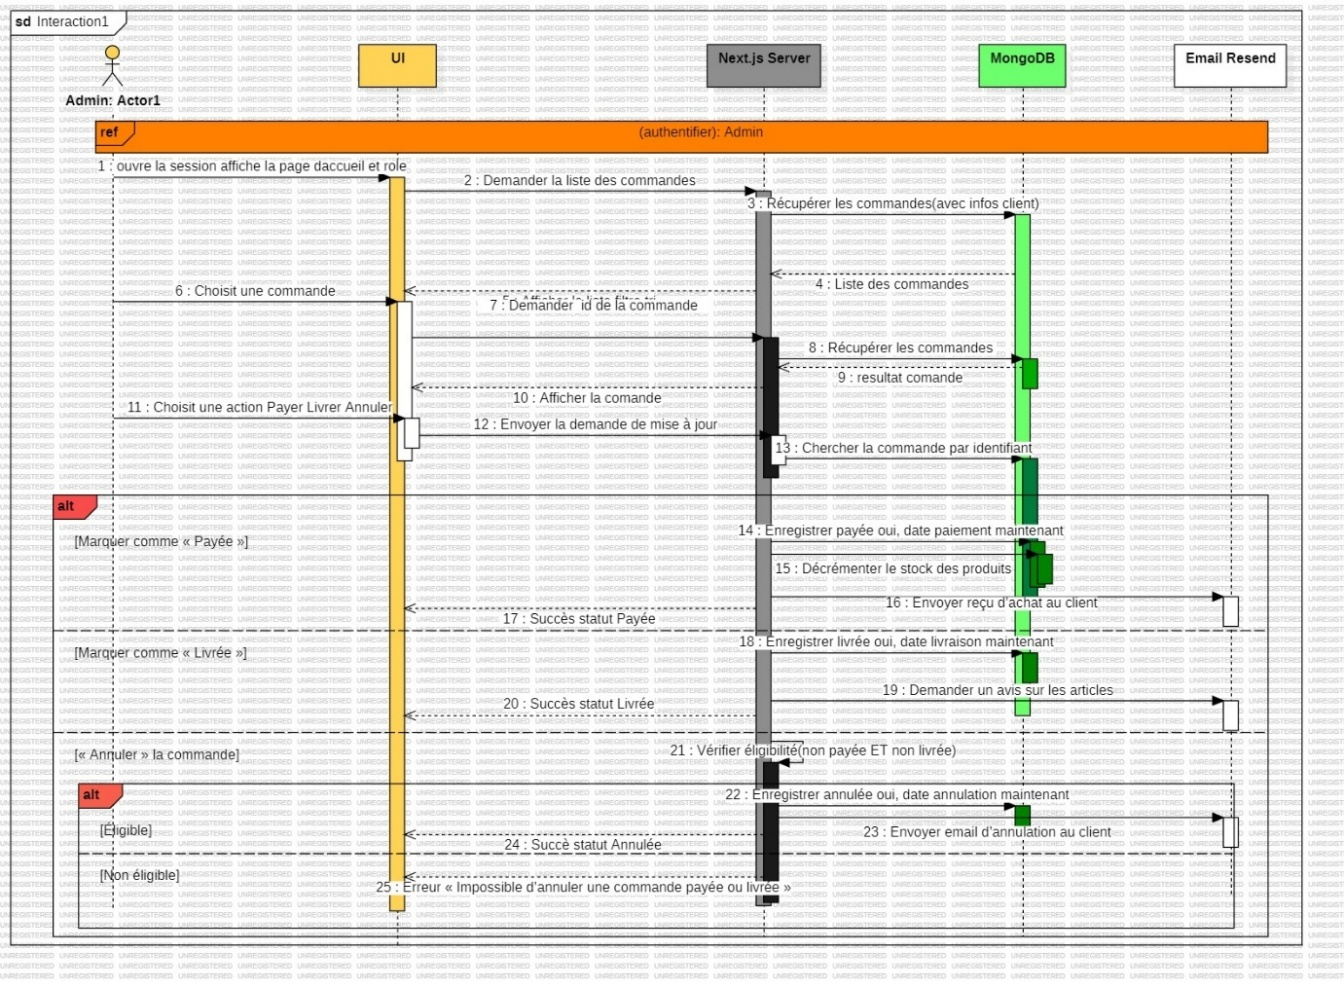 sd Interaction1
UI
Next.js Server
MongoDB
Email Resend
Admin: Actor1
ref
(authentifier): Admin
1 : ouvre la session affiche la page daccueil et role
2 : Demander la liste des commandes
3 : Récupérer les commandes(avec infos client)
4 : Liste des commandes
6 : Choisit une commande
7 : Demander id de la commande
8 : Récupérer les commandes
9 : resultat comande
10 : Afficher la comande
11 : Choisit une action Payer Livrer Annuler
12 : Envoyer la demande de mise à jour
13 : Chercher la commande par identifiant
alt
14 : Enregistrer payée oui, date paiement maintenant
[Marquer comme « Payée »]
15 : Décrémenter le stock des produits
16 : Envoyer reçu d'achat au client
17 : Succès statut Payée
18 : Enregistrer livrée oui, date livraison maintenant
[Marquer comme « Livrée »]
19 : Demander un avis sur les articles
20 : Succès statut Livrée
21 : Vérifier éligibilité(non payée ET non livrée)
[« Annuler » la commande]
alt
22 : Enregistrer annulée oui, date annulation maintenant
[Éligible]
23 : Envoyer email d'annulation au client
24 : Succè statut Annulée
[Non éligible]
25 : Erreur « Impossible d'annuler une commande payée ou livrée »
UNREGISTERED